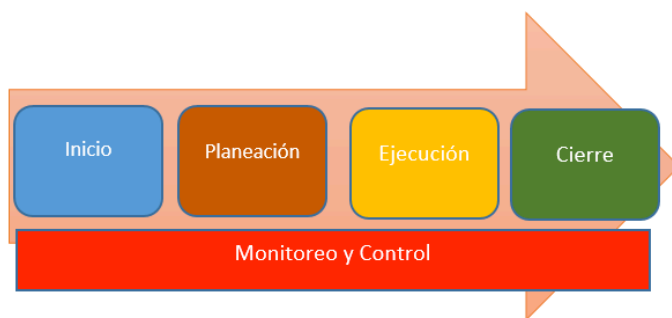 Inicio
Planeación
Ejecución
Cierre
Monitoreo y Control